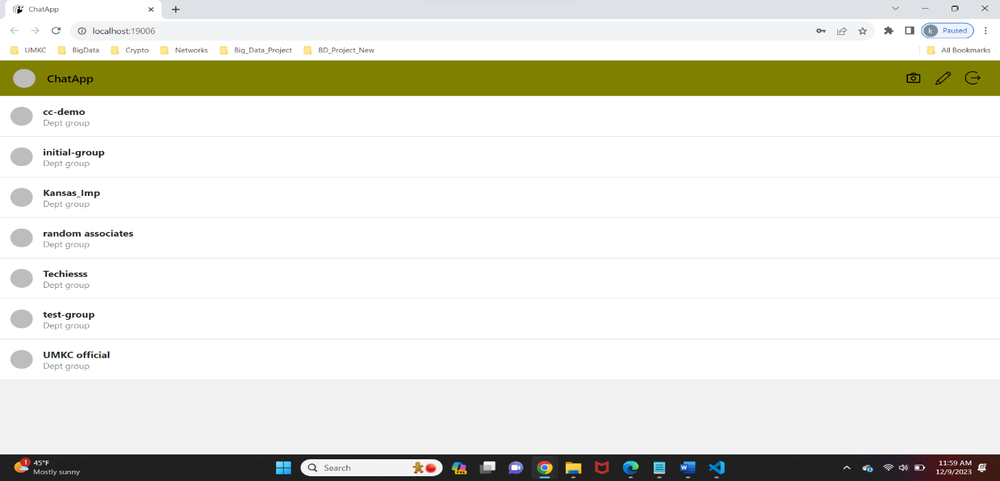 ChatApp
localhost:19006
k Paused
UMKC BigData Crypto Networks Big_Data_Project BD_Project_New All Bookmarks
ChatApp
cc-demo
Dept group
initial-group
Dept group
Kansas_Imp
Dept group
random associates
Dept group
Techiesss
Dept group
test-group
Dept group
UMKC official
Dept group
1
45°F
Mostly sunny
Search
PRE
11:59 AM
12/9/2023